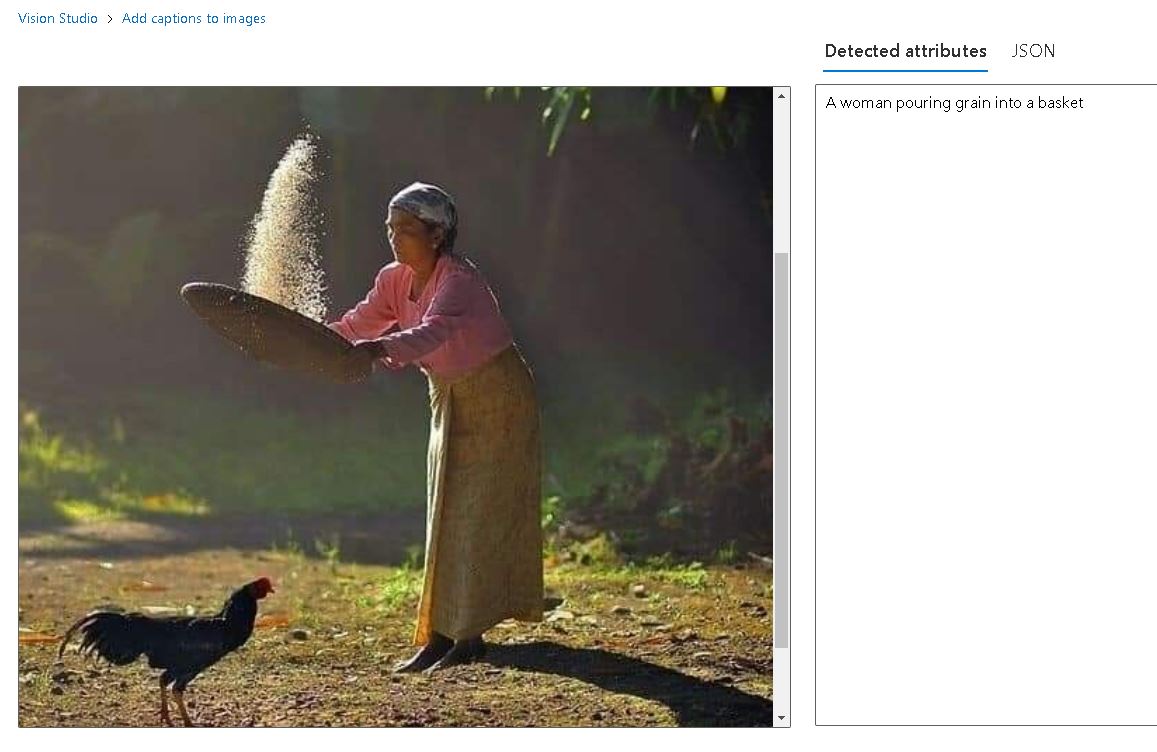 Vision Studio > Add captions to images
Detected attributes JSON
A woman pouring grain into a basket